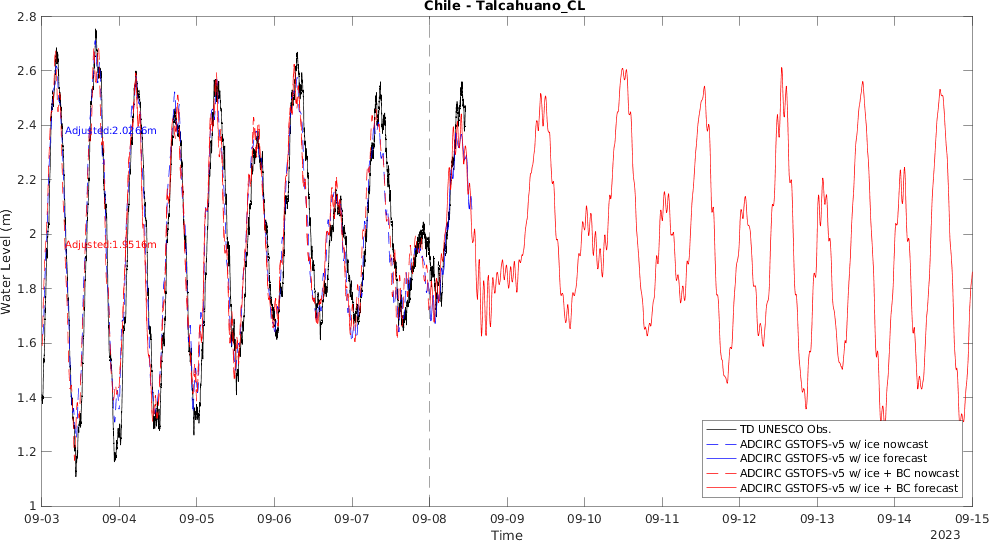 Chile - Talcahuano_CL
2.8
2.6
2.4
2.2
2
1.8
1.6
1.4
1.2
1
Water Level (m)
Adjusted:2.0266m
Adjusted:1.9516m
TD UNESCO Obs.
ADCIRC GSTOFS-v5 w/ ice nowcast
ADCIRC GSTOFS-v5 w/ ice forecast
ADCIRC GSTOFS-v5 w/ ice + BC nowcast
ADCIRC GSTOFS-v5 w/ ice + BC forecast
09-03 09-04 09-05 09-06 09-07 09-08 09-09 09-10 09-11 09-12 09-13 09-14 09-15
Time
2023